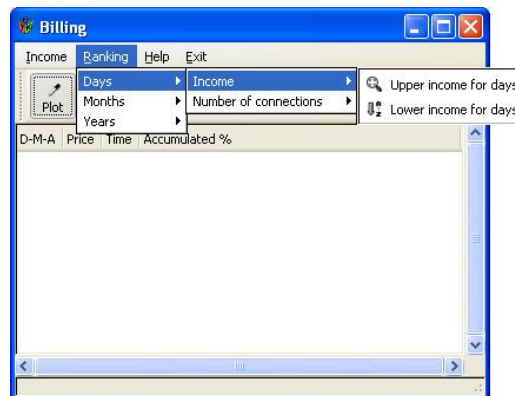 Billing
Income Ranking Help Exit
Plot
Days
Months
Years
Income
Number of connections
Upper income for days
Lower income for days
D-M-A Price Time Accumulated %